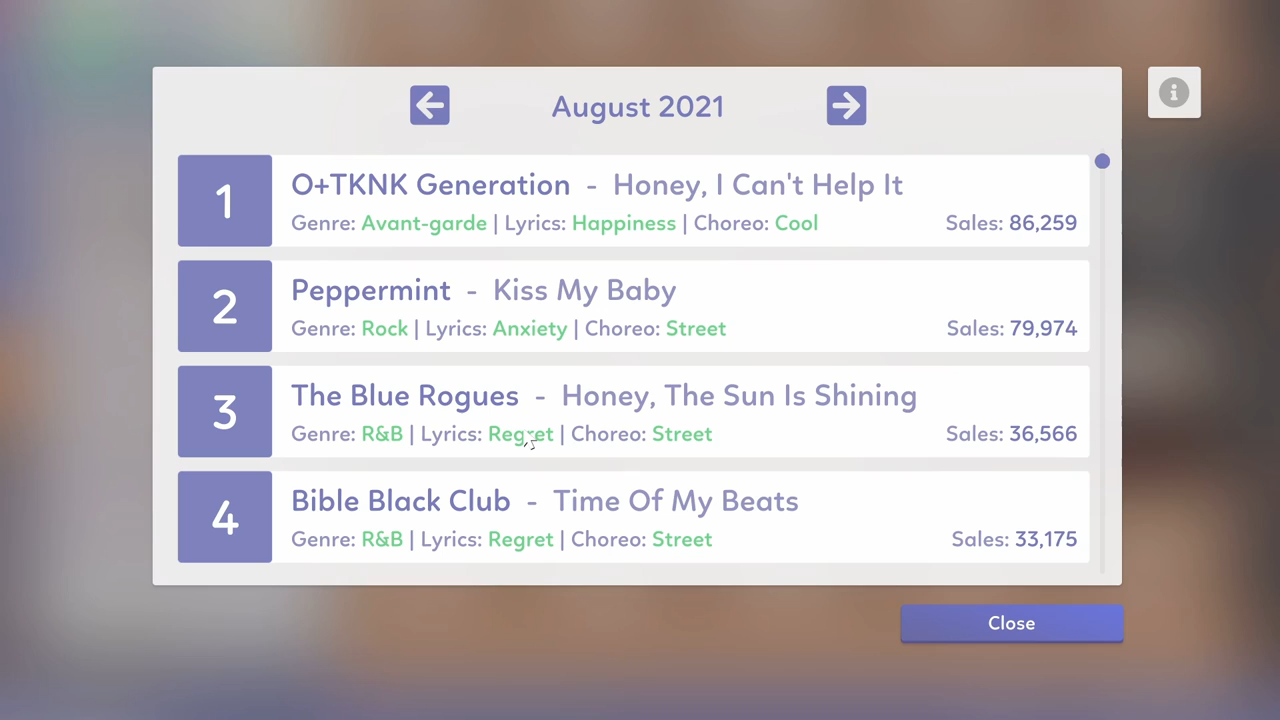 August 2021
1
O+TKNK Generation - Honey, I Can't Help It
Genre: Avant-garde | Lyrics: Happiness | Choreo: Cool Sales: 86,259
2
Peppermint - Kiss My Baby
Genre: Rock | Lyrics: Anxiety | Choreo: Street Sales: 79,974
3
The Blue Rogues - Honey, The Sun Is Shining
Genre: R&B | Lyrics: Regret | Choreo: Street Sales: 36,566
4
Bible Black Club - Time Of My Beats
Genre: R&B | Lyrics: Regret | Choreo: Street Sales: 33,175
Close